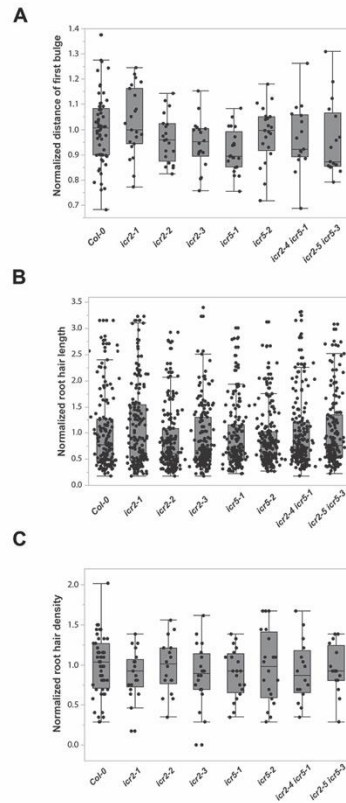 A
Normalized distance of first bulge
1.4
1.3
1.2
1.1
1.0
0.9
0.8
0.7
Col-0
icr2-1
icr2-2
icr2-3
icr5-1
icr5-2
icr2-4 icr5-1
icr2-5 icr5-3
B
Normalized root hair length
3.5
3.0
2.5
2.0
1.5
1.0
0.5
0.0
Col-0
icr2-1
icr2-2
icr2-3
icr5-1
icr5-2
icr2-4 icr5-1
icr2-5 icr5-3
C
Normalized root hair density
2.0
1.5
1.0
0.5
0.0
Col-0
icr2-1
icr2-2
icr2-3
icr5-1
icr5-2
icr2-4 icr5-1
icr2-5 icr5-3